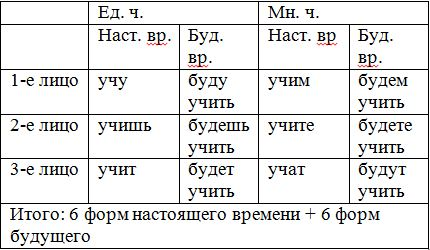 Ед. ч. Мн. ч.
Наст. вр. Буд. вр. Наст. вр Буд. вр.
1-е лицо учу буду учить учим будем учить
2-е лицо учишь будешь учить учите будете учить
3-е лицо учит будет учить учат будут учить
Итого: 6 форм настоящего времени + 6 форм
будущего